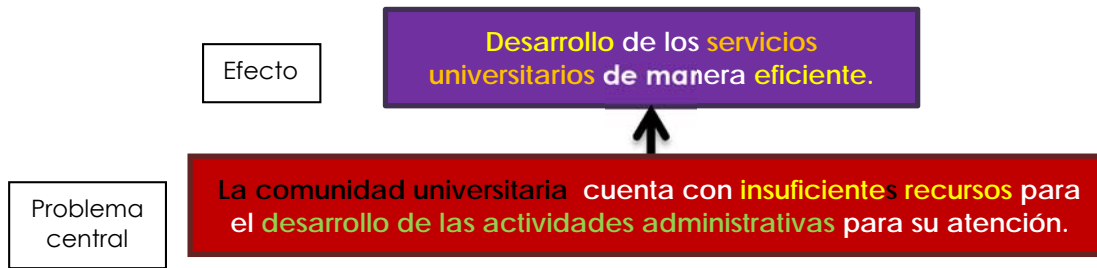 Efecto
Desarrollo de los servicios
universitarios de manera eficiente.
Problema
central
La comunidad universitaria cuenta con insuficientes recursos para
el desarrollo de las actividades administrativas para su atención.